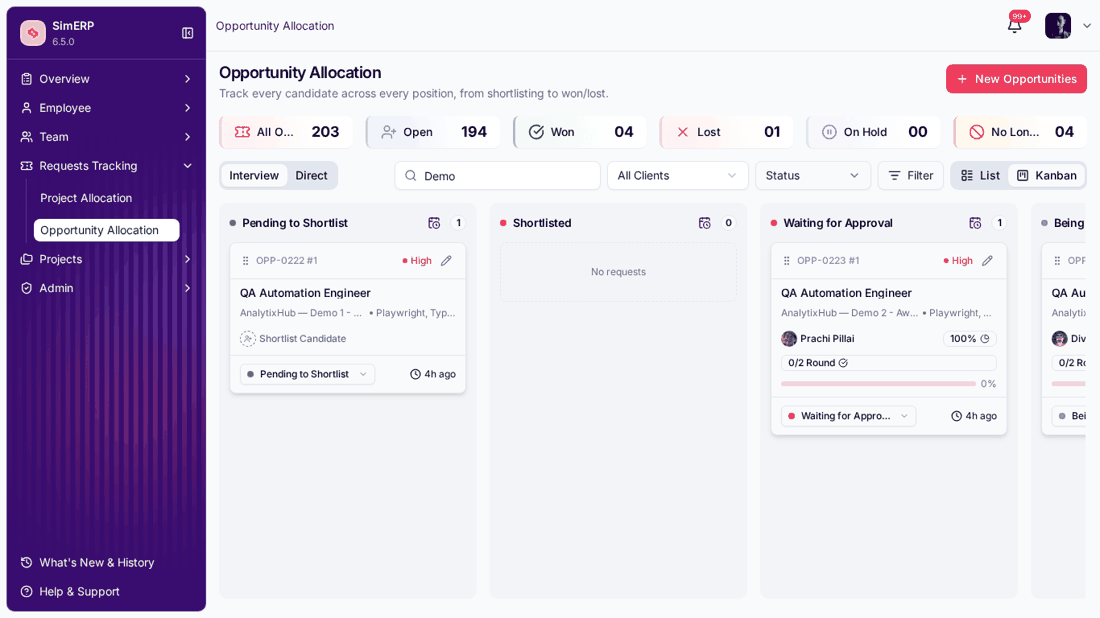 SimERP
6.5.0
Overview
Employee
Team
Requests Tracking
Project Allocation
Opportunity Allocation
Projects
Admin
What's New & History
Help & Support
Opportunity Allocation
99+
Opportunity Allocation
Track every candidate across every position, from shortlisting to won/lost.
+ New Opportunities
All O... 203
Open 194
Won 04
Lost 01
On Hold 00
No Lon... 04
Interview Direct
Demo
All Clients
Status
Filter
List Kanban
Pending to Shortlist 1
OPP-0222 #1 High
QA Automation Engineer
AnalytixHub — Demo 1 - ... • Playwright, Typ...
Shortlist Candidate
Pending to Shortlist 4h ago
Shortlisted 0
No requests
Waiting for Approval 1
OPP-0223 #1 High
QA Automation Engineer
AnalytixHub — Demo 2 - Aw... • Playwright, ...
Prachi Pillai 100%
0/2 Round
0%
Waiting for Appro... 4h ago
Being
OPP
QA Au
Analytix
Div
0/2 Ro
Bei